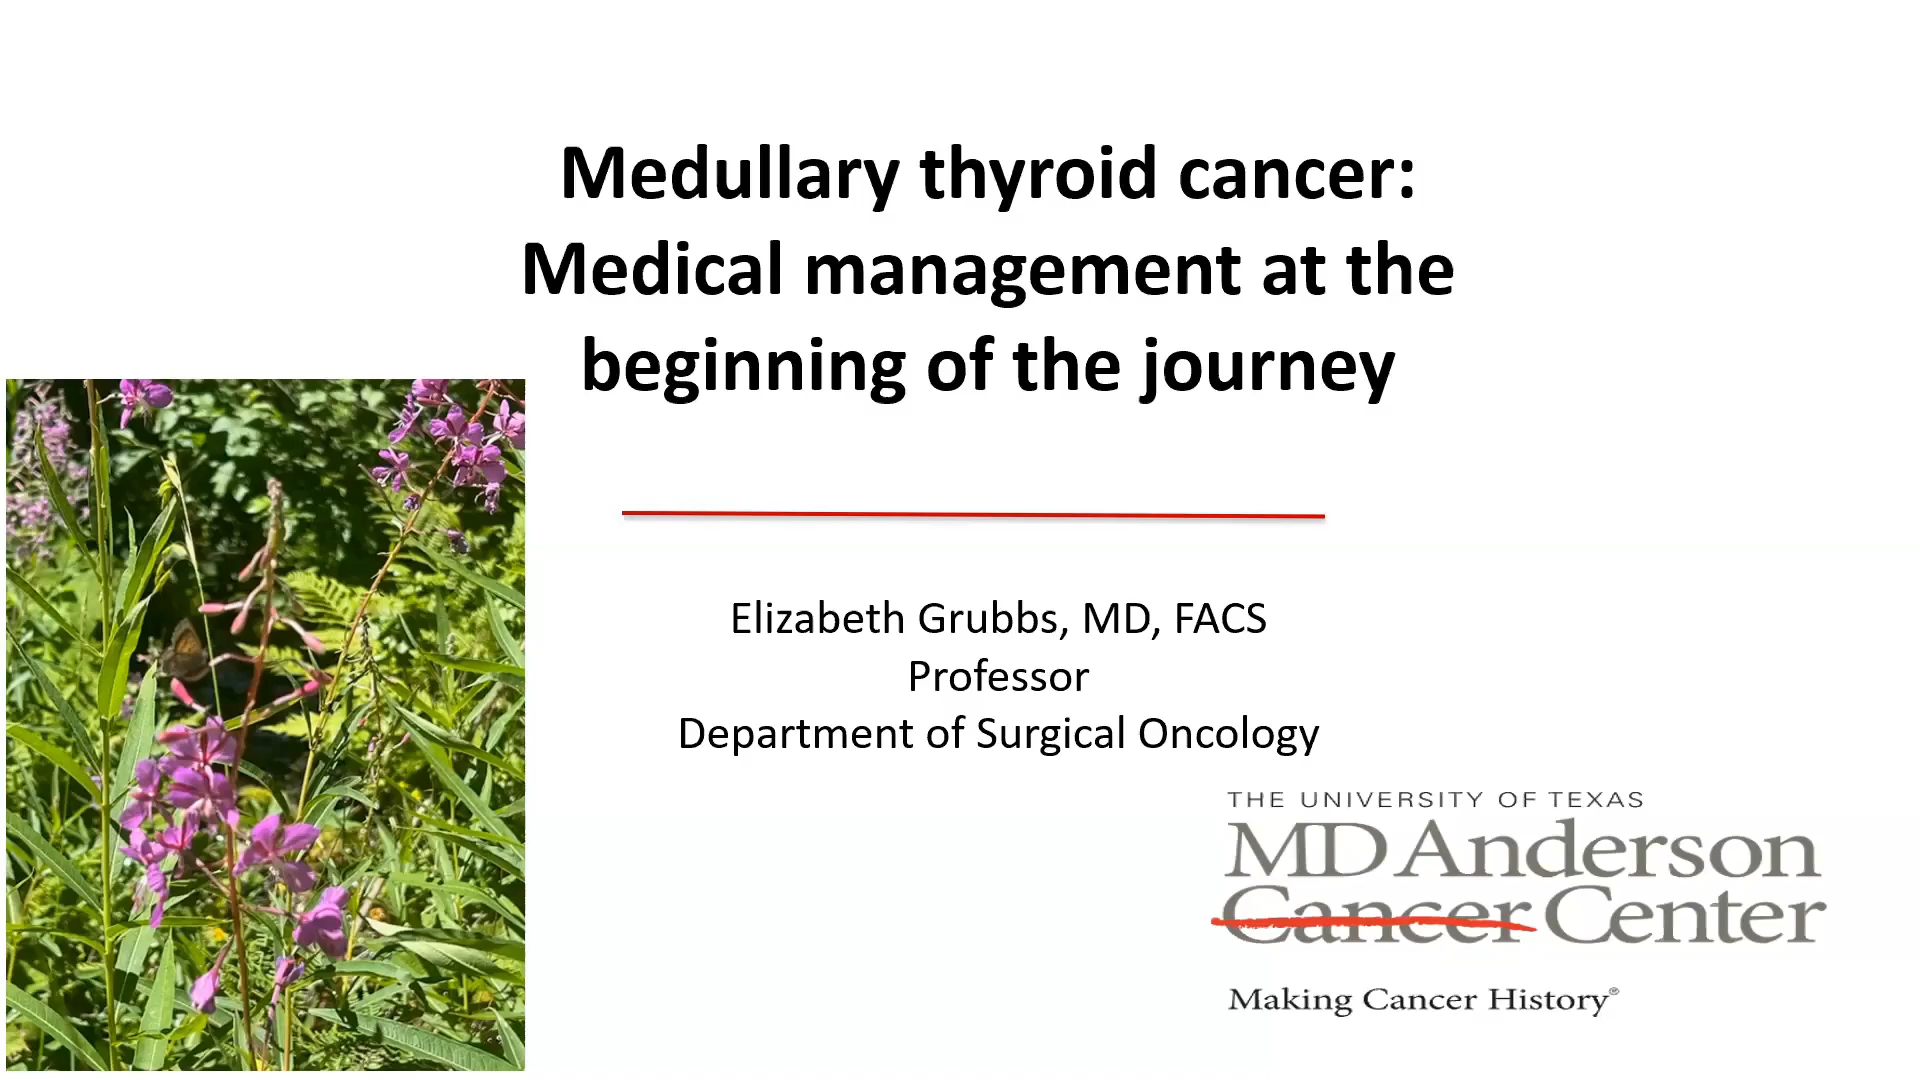 Medullary thyroid cancer:
Medical management at the
beginning of the journey
Elizabeth Grubbs, MD, FACS
Professor
Department of Surgical Oncology
THE UNIVERSITY OF TEXAS
MD Anderson
Cancer Center
Making Cancer History®